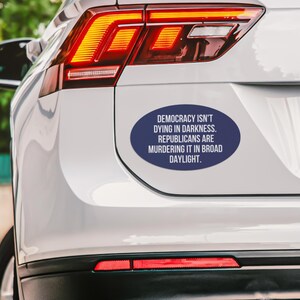 DEMOCRACY ISN'T
DYING IN DARKNESS.
REPUBLICANS ARE
MURDERING IT IN BROAD
DAYLIGHT.